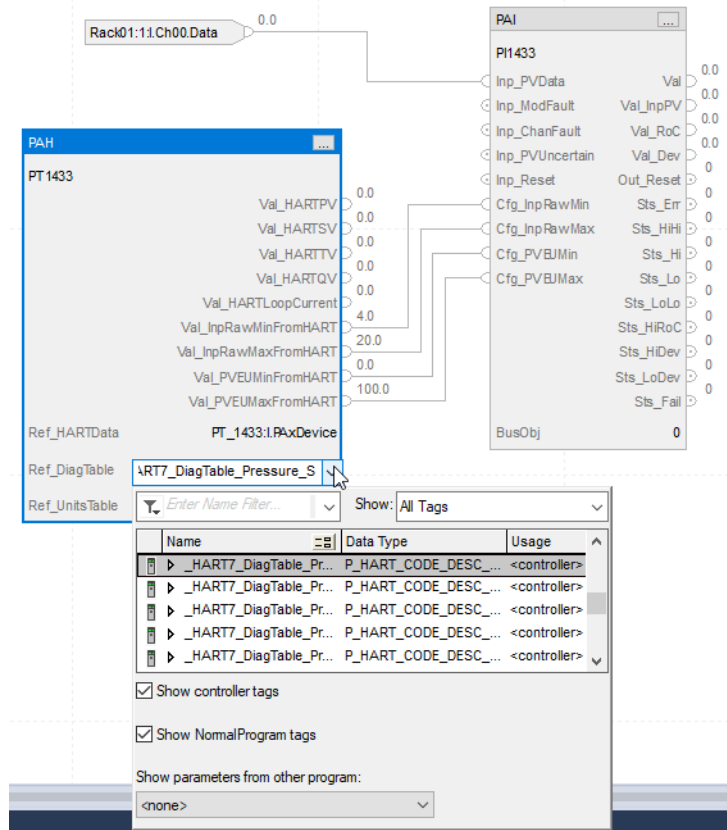 0.0
Rack01:1:I.Ch00.Data
PAI
...
PI1433
Inp_PVData
Val
0.0
Inp_ModFault
Val_InpPV
0.0
Inp_ChanFault
Val_RoC
0.0
Inp_PVUncertain
Val_Dev
0.0
Inp_Reset
Out_Reset
0
Cfg_InpRawMin
Sts_Err
0
Cfg_InpRawMax
Sts_HiHi
0
Cfg_PVEUMin
Sts_Hi
0
Cfg_PVEUMax
Sts_Lo
0
Sts_LoLo
0
Sts_HiRoC
0
Sts_HiDev
0
Sts_LoDev
0
Sts_Fail
0
BusObj
0
PAH
...
PT1433
Val_HARTPV
0.0
Val_HARTSV
0.0
Val_HARTTV
0.0
Val_HARTQV
0.0
Val_HARTLoopCurrent
0.0
Val_InpRawMinFromHART
4.0
Val_InpRawMaxFromHART
20.0
Val_PVEUMinFromHART
0.0
Val_PVEUMaxFromHART
100.0
Ref_HARTData
PT_1433:I.PAxDevice
Ref_DiagTable
ART7_DiagTable_Pressure_S
Ref_UnitsTable
Enter Name Filter...
Show: All Tags
Name Data Type Usage
_HART7_DiagTable_Pr... P_HART_CODE_DESC_... <controller>
_HART7_DiagTable_Pr... P_HART_CODE_DESC_... <controller>
_HART7_DiagTable_Pr... P_HART_CODE_DESC_... <controller>
_HART7_DiagTable_Pr... P_HART_CODE_DESC_... <controller>
_HART7_DiagTable_Pr... P_HART_CODE_DESC_... <controller>
Show controller tags
Show NormalProgram tags
Show parameters from other program:
<none>